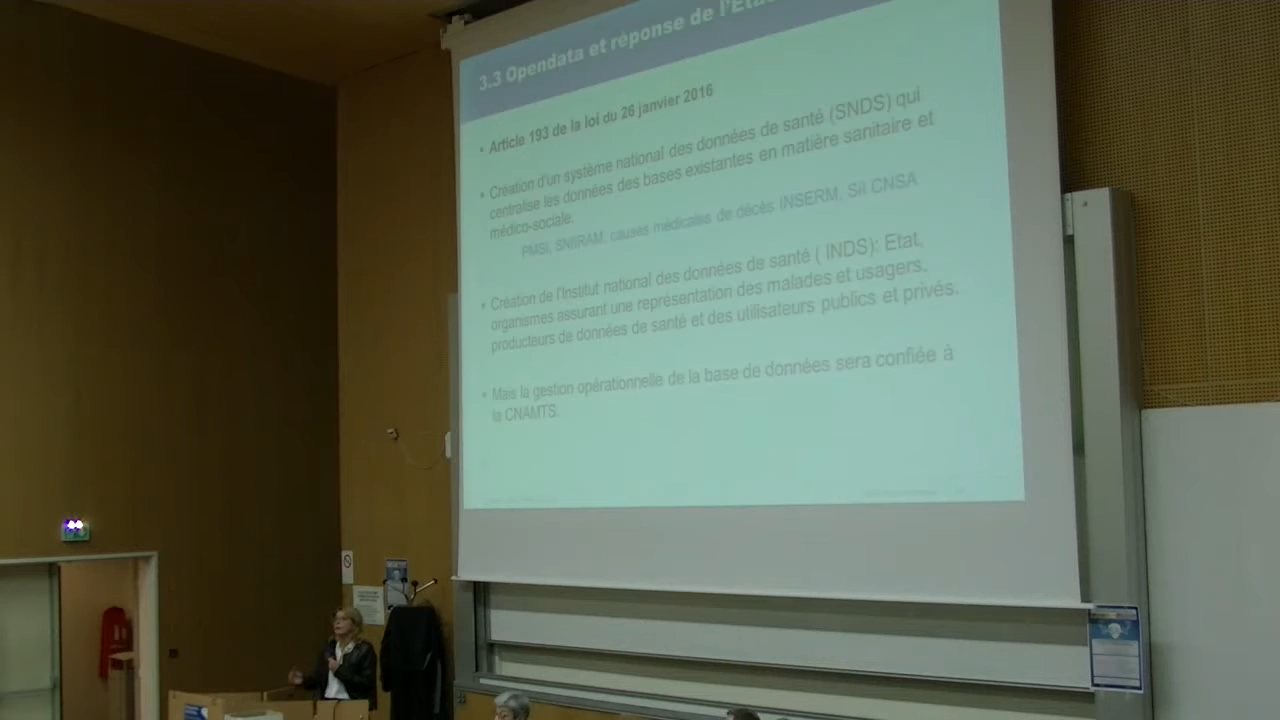 3.3 Opendata et réponse de l'Etat
• Article 193 de la loi du 26 janvier 2016
• Création d'un système national des données de santé (SNDS) qui
centralise les données des bases existantes en matière sanitaire et
médico-sociale.
PMSI, SNIIRAM, causes médicales de décès INSERM, SiI CNSA
• Création de l'Institut national des données de santé ( INDS): Etat,
organismes assurant une représentation des malades et usagers,
producteurs de données de santé et des utilisateurs publics et privés.
• Mais la gestion opérationnelle de la base de données sera confiée à
la CNAMTS.